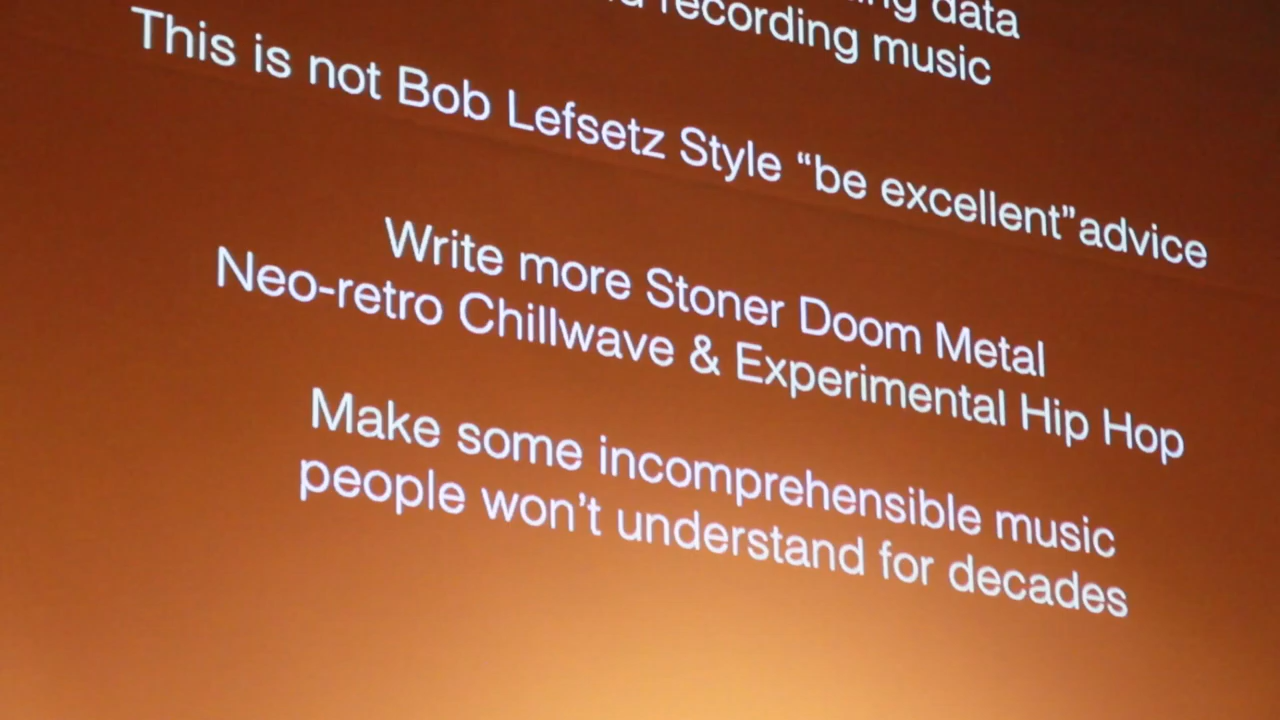 data
recording music
This is not Bob Lefsetz Style “be excellent”advice
Write more Stoner Doom Metal
Neo-retro Chillwave & Experimental Hip Hop
Make some incomprehensible music
people won’t understand for decades